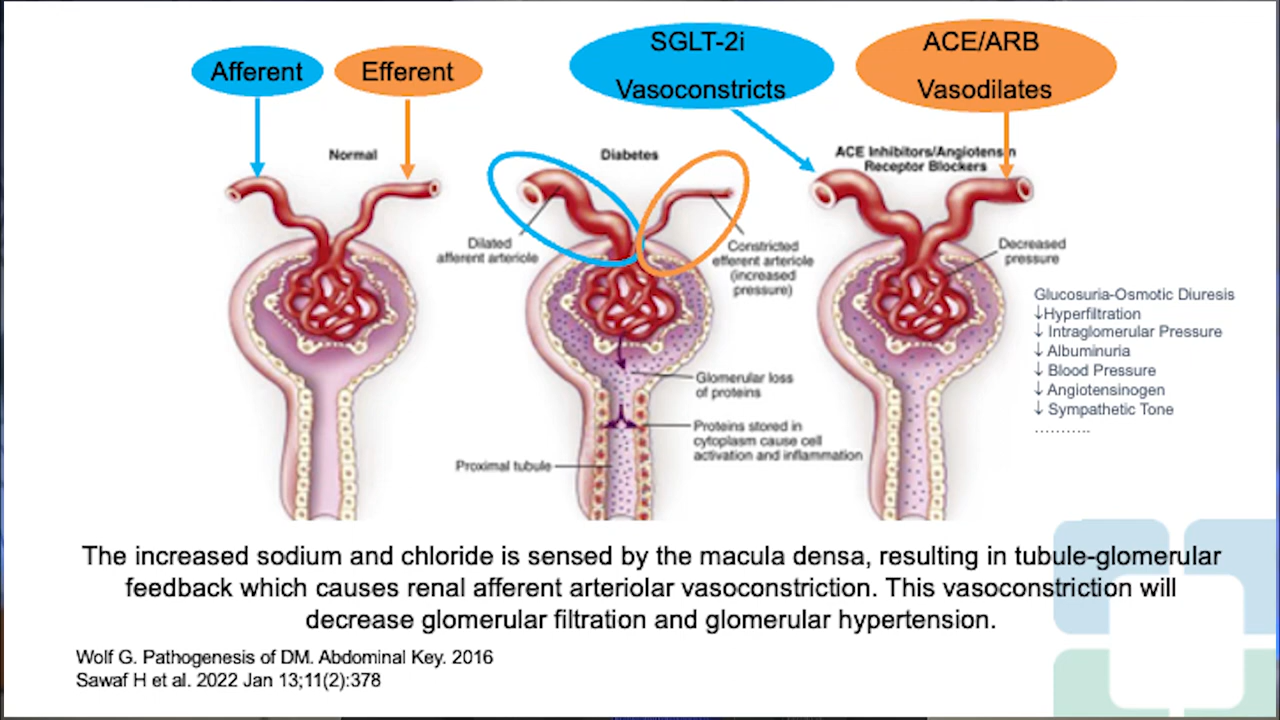 Afferent
Efferent
SGLT-2i
Vasoconstricts
ACE/ARB
Vasodilates
Normal
Diabetes
ACE Inhibitors/Angiotensin
Receptor Blockers
Dilated
afferent arteriole
Constricted
efferent arteriole
(increased
pressure)
Decreased
pressure
Glomerular loss
of proteins
Proteins stored in
cytoplasm cause cell
activation and inflammation
Proximal tubule
Glucosuria-Osmotic Diuresis
↓Hyperfiltration
↓ Intraglomerular Pressure
↓ Albuminuria
↓ Blood Pressure
↓ Angiotensinogen
↓ Sympathetic Tone
………..
The increased sodium and chloride is sensed by the macula densa, resulting in tubule-glomerular
feedback which causes renal afferent arteriolar vasoconstriction. This vasoconstriction will
decrease glomerular filtration and glomerular hypertension.
Wolf G. Pathogenesis of DM. Abdominal Key. 2016
Sawaf H et al. 2022 Jan 13;11(2):378